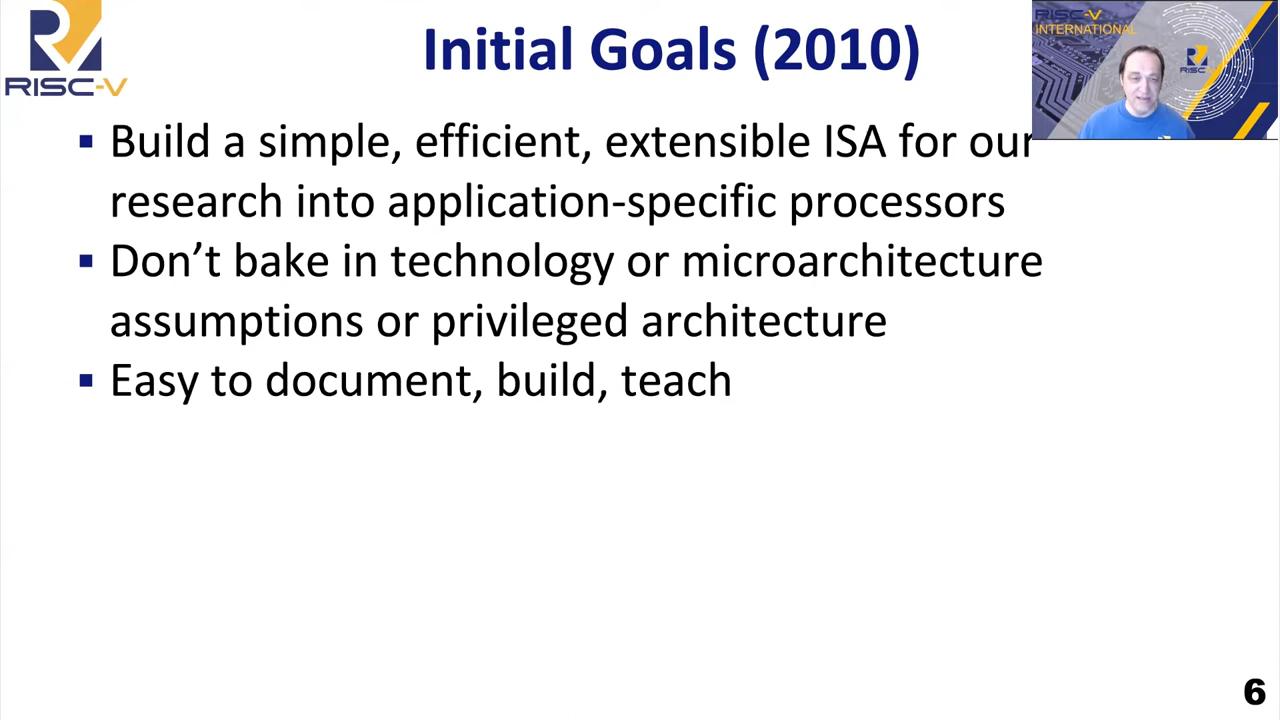 RISC-V
Initial Goals (2010)
RISC-V
INTERNATIONAL
RISC-V
▪ Build a simple, efficient, extensible ISA for our
research into application-specific processors
▪ Don’t bake in technology or microarchitecture
assumptions or privileged architecture
▪ Easy to document, build, teach
6